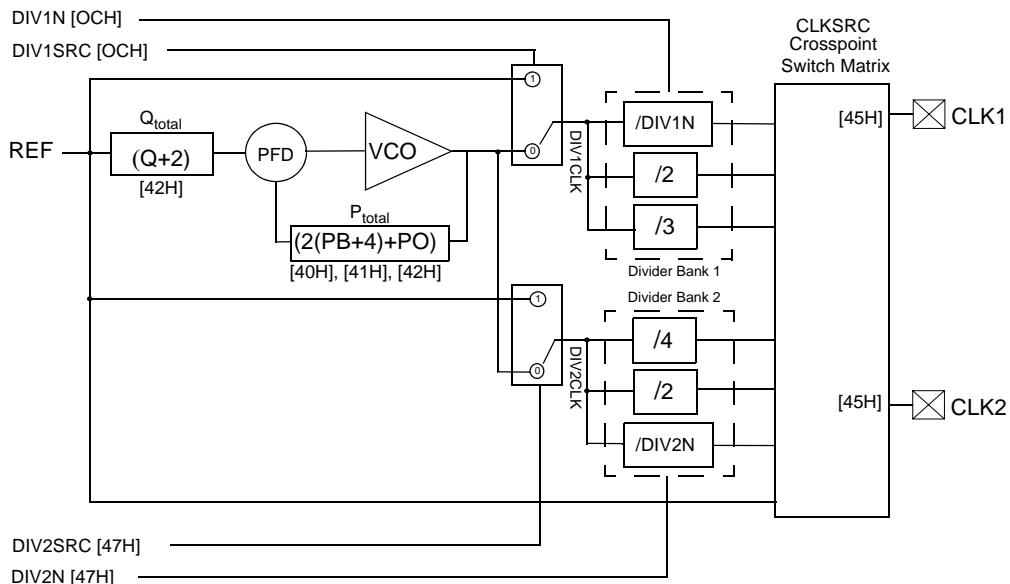 DIV1N [OCH]
DIV1SRC [OCH]
CLKSRC
Crosspoint
Switch Matrix
1
Qtotal
REF
(Q+2)
[42H]
PFD
VCO
0
DIV1CLK
/DIV1N
/2
/3
[45H]
CLK1
Ptotal
(2(PB+4)+PO)
[40H], [41H], [42H]
Divider Bank 1
Divider Bank 2
1
0
DIV2CLK
/4
/2
/DIV2N
[45H]
CLK2
DIV2SRC [47H]
DIV2N [47H]